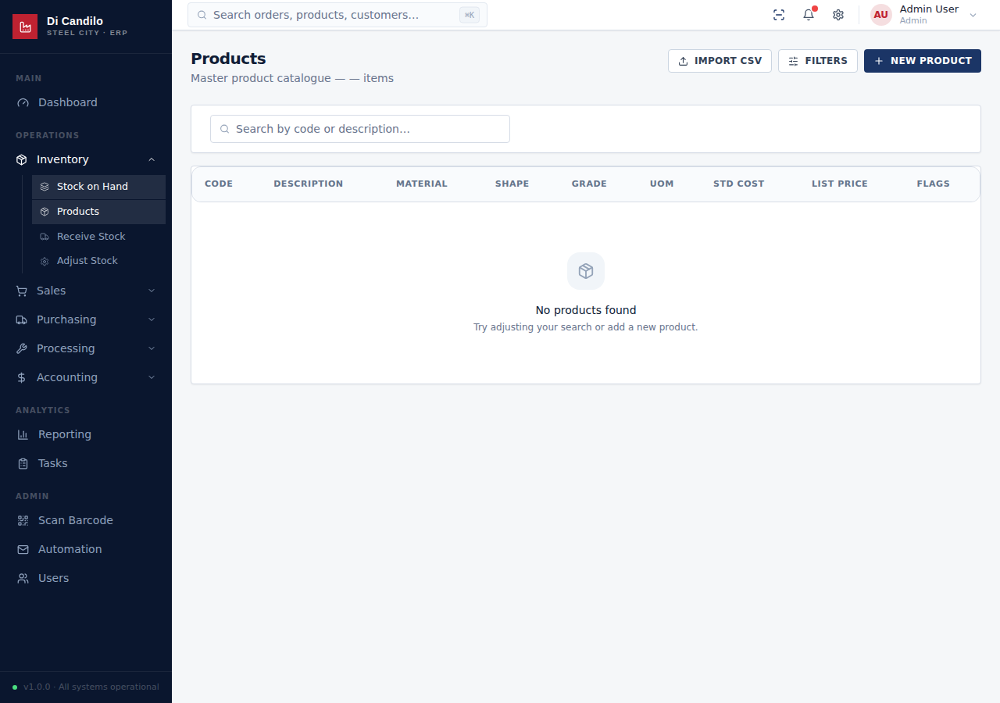 Di Candilo
STEEL CITY · ERP
MAIN
Dashboard
OPERATIONS
Inventory
Stock on Hand
Products
Receive Stock
Adjust Stock
Sales
Purchasing
Processing
Accounting
ANALYTICS
Reporting
Tasks
ADMIN
Scan Barcode
Automation
Users
v1.0.0 · All systems operational
Search orders, products, customers… ⌘K
AU
Admin User
Admin
Products
Master product catalogue — — items
IMPORT CSV
FILTERS
NEW PRODUCT
Search by code or description…
CODE DESCRIPTION MATERIAL SHAPE GRADE UOM STD COST LIST PRICE FLAGS
No products found
Try adjusting your search or add a new product.